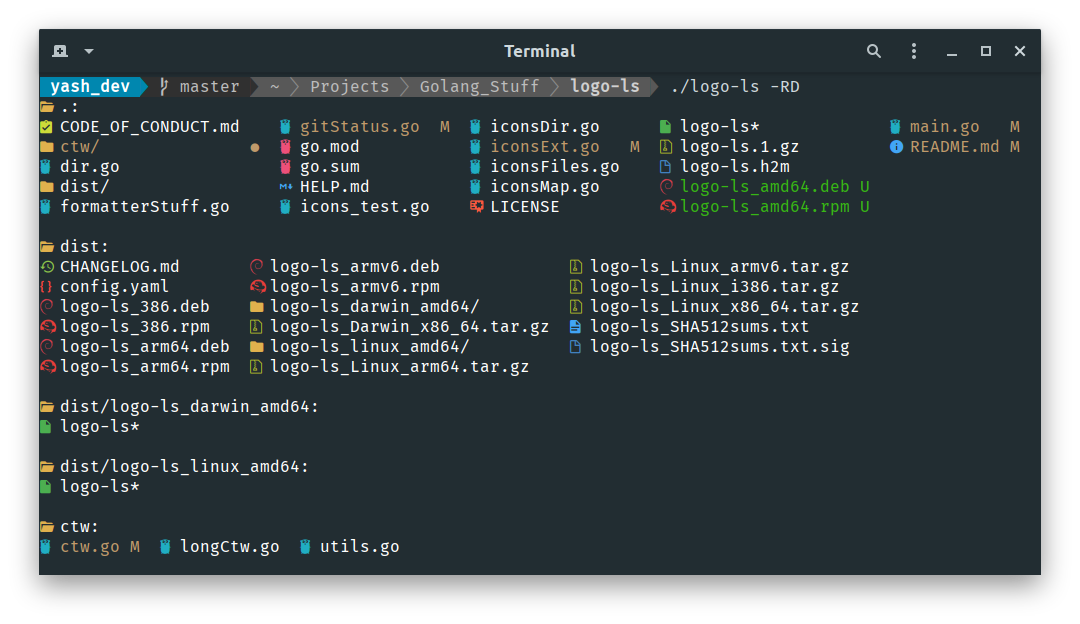 Terminal
yash_dev master ~ Projects Golang_Stuff logo-ls ./logo-ls -RD
.:
CODE_OF_CONDUCT.md gitStatus.go M iconsDir.go logo-ls* main.go M
ctw/ ● go.mod iconsExt.go M logo-ls.1.gz README.md M
dir.go go.sum iconsFiles.go logo-ls.h2m
dist/ HELP.md iconsMap.go logo-ls_amd64.deb U
formatterStuff.go icons_test.go LICENSE logo-ls_amd64.rpm U
dist:
CHANGELOG.md logo-ls_armv6.deb logo-ls_Linux_armv6.tar.gz
config.yaml logo-ls_armv6.rpm logo-ls_Linux_i386.tar.gz
logo-ls_386.deb logo-ls_darwin_amd64/ logo-ls_Linux_x86_64.tar.gz
logo-ls_386.rpm logo-ls_Darwin_x86_64.tar.gz logo-ls_SHA512sums.txt
logo-ls_arm64.deb logo-ls_linux_amd64/ logo-ls_SHA512sums.txt.sig
logo-ls_arm64.rpm logo-ls_Linux_arm64.tar.gz
dist/logo-ls_darwin_amd64:
logo-ls*
dist/logo-ls_linux_amd64:
logo-ls*
ctw:
ctw.go M longCtw.go utils.go